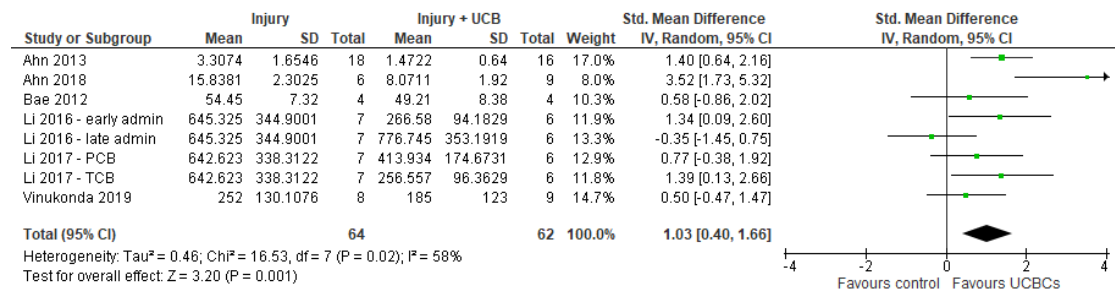 Injury Injury + UCB Std. Mean Difference Std. Mean Difference
Study or Subgroup Mean SD Total Mean SD Total Weight IV, Random, 95% CI IV, Random, 95% CI
Ahn 2013 3.3074 1.6546 18 1.4722 0.64 16 17.0% 1.40 [0.64, 2.16]
Ahn 2018 15.8381 2.3025 6 8.0711 1.92 9 8.0% 3.52 [1.73, 5.32]
Bae 2012 54.45 7.32 4 49.21 8.38 4 10.3% 0.58 [-0.86, 2.02]
Li 2016 - early admin 645.325 344.9001 7 266.58 94.1829 6 11.9% 1.34 [0.09, 2.60]
Li 2016 - late admin 645.325 344.9001 7 776.745 353.1919 6 13.3% -0.35 [-1.45, 0.75]
Li 2017 - PCB 642.623 338.3122 7 413.934 174.6731 6 12.9% 0.77 [-0.38, 1.92]
Li 2017 - TCB 642.623 338.3122 7 256.557 96.3629 6 11.8% 1.39 [0.13, 2.66]
Vinukonda 2019 252 130.1076 8 185 123 9 14.7% 0.50 [-0.47, 1.47]
Total (95% CI) 64 62 100.0% 1.03 [0.40, 1.66]
Heterogeneity: Tau² = 0.46; Chi² = 16.53, df = 7 (P = 0.02); I² = 58%
Test for overall effect: Z = 3.20 (P = 0.001)
-4 -2 0 2 4
Favours control Favours UCBCs